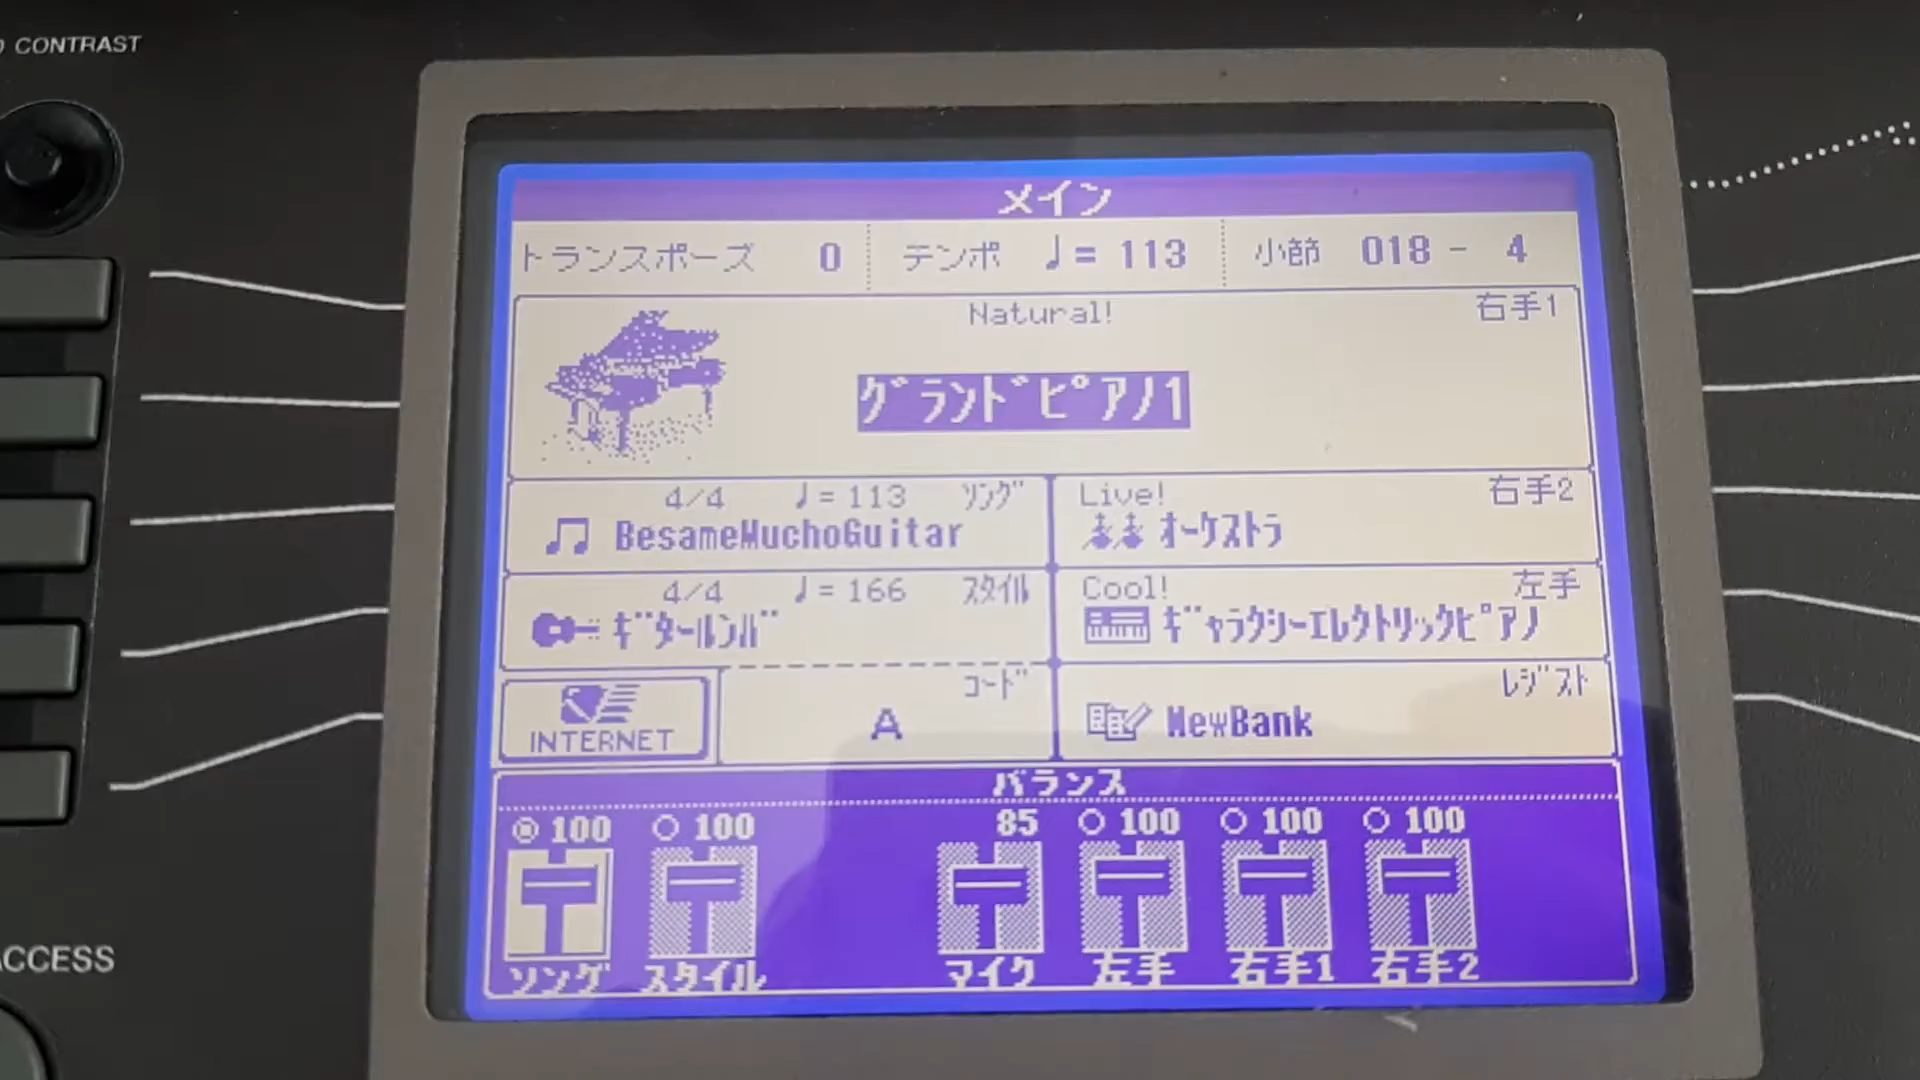 CONTRAST
メイン
トランスポーズ 0 テンポ ♩= 113 小節 018 - 4
Natural! 右手1
グランドピアノ1
4/4 ♩= 113 ソング
BesameMuchoGuitar
Live! 右手2
オーケストラ
4/4 ♩= 166 スタイル
ギタールンバ
Cool! 左手
ギャラクシーエレクトリックピアノ
INTERNET
コード
A
レジスト
NewBank
バランス
100 100 85 100 100 100
ソング スタイル マイク 左手 右手1 右手2
ACCESS